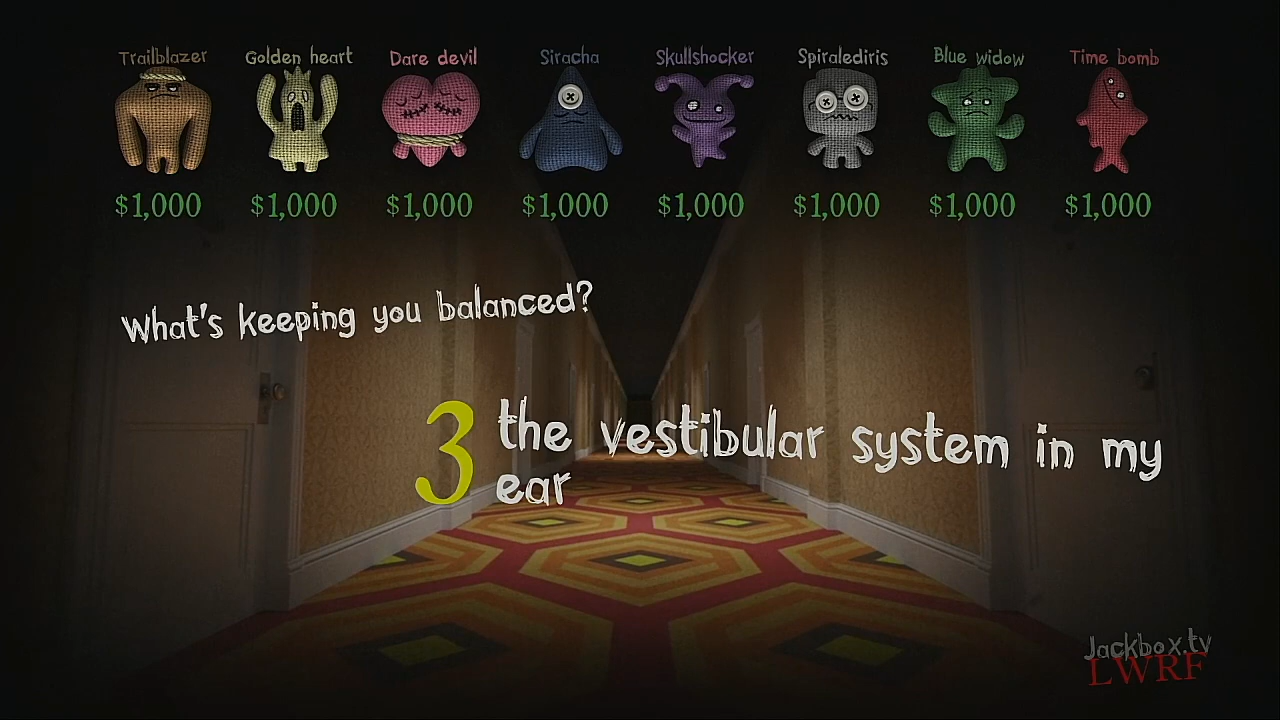 Trailblazer Golden heart Dare devil Siracha Skullshocker Spiralediris Blue widow Time bomb
$1,000 $1,000 $1,000 $1,000 $1,000 $1,000 $1,000 $1,000
What's keeping you balanced?
3 the vestibular system in my
ear
Jackbox.tv
LWRF